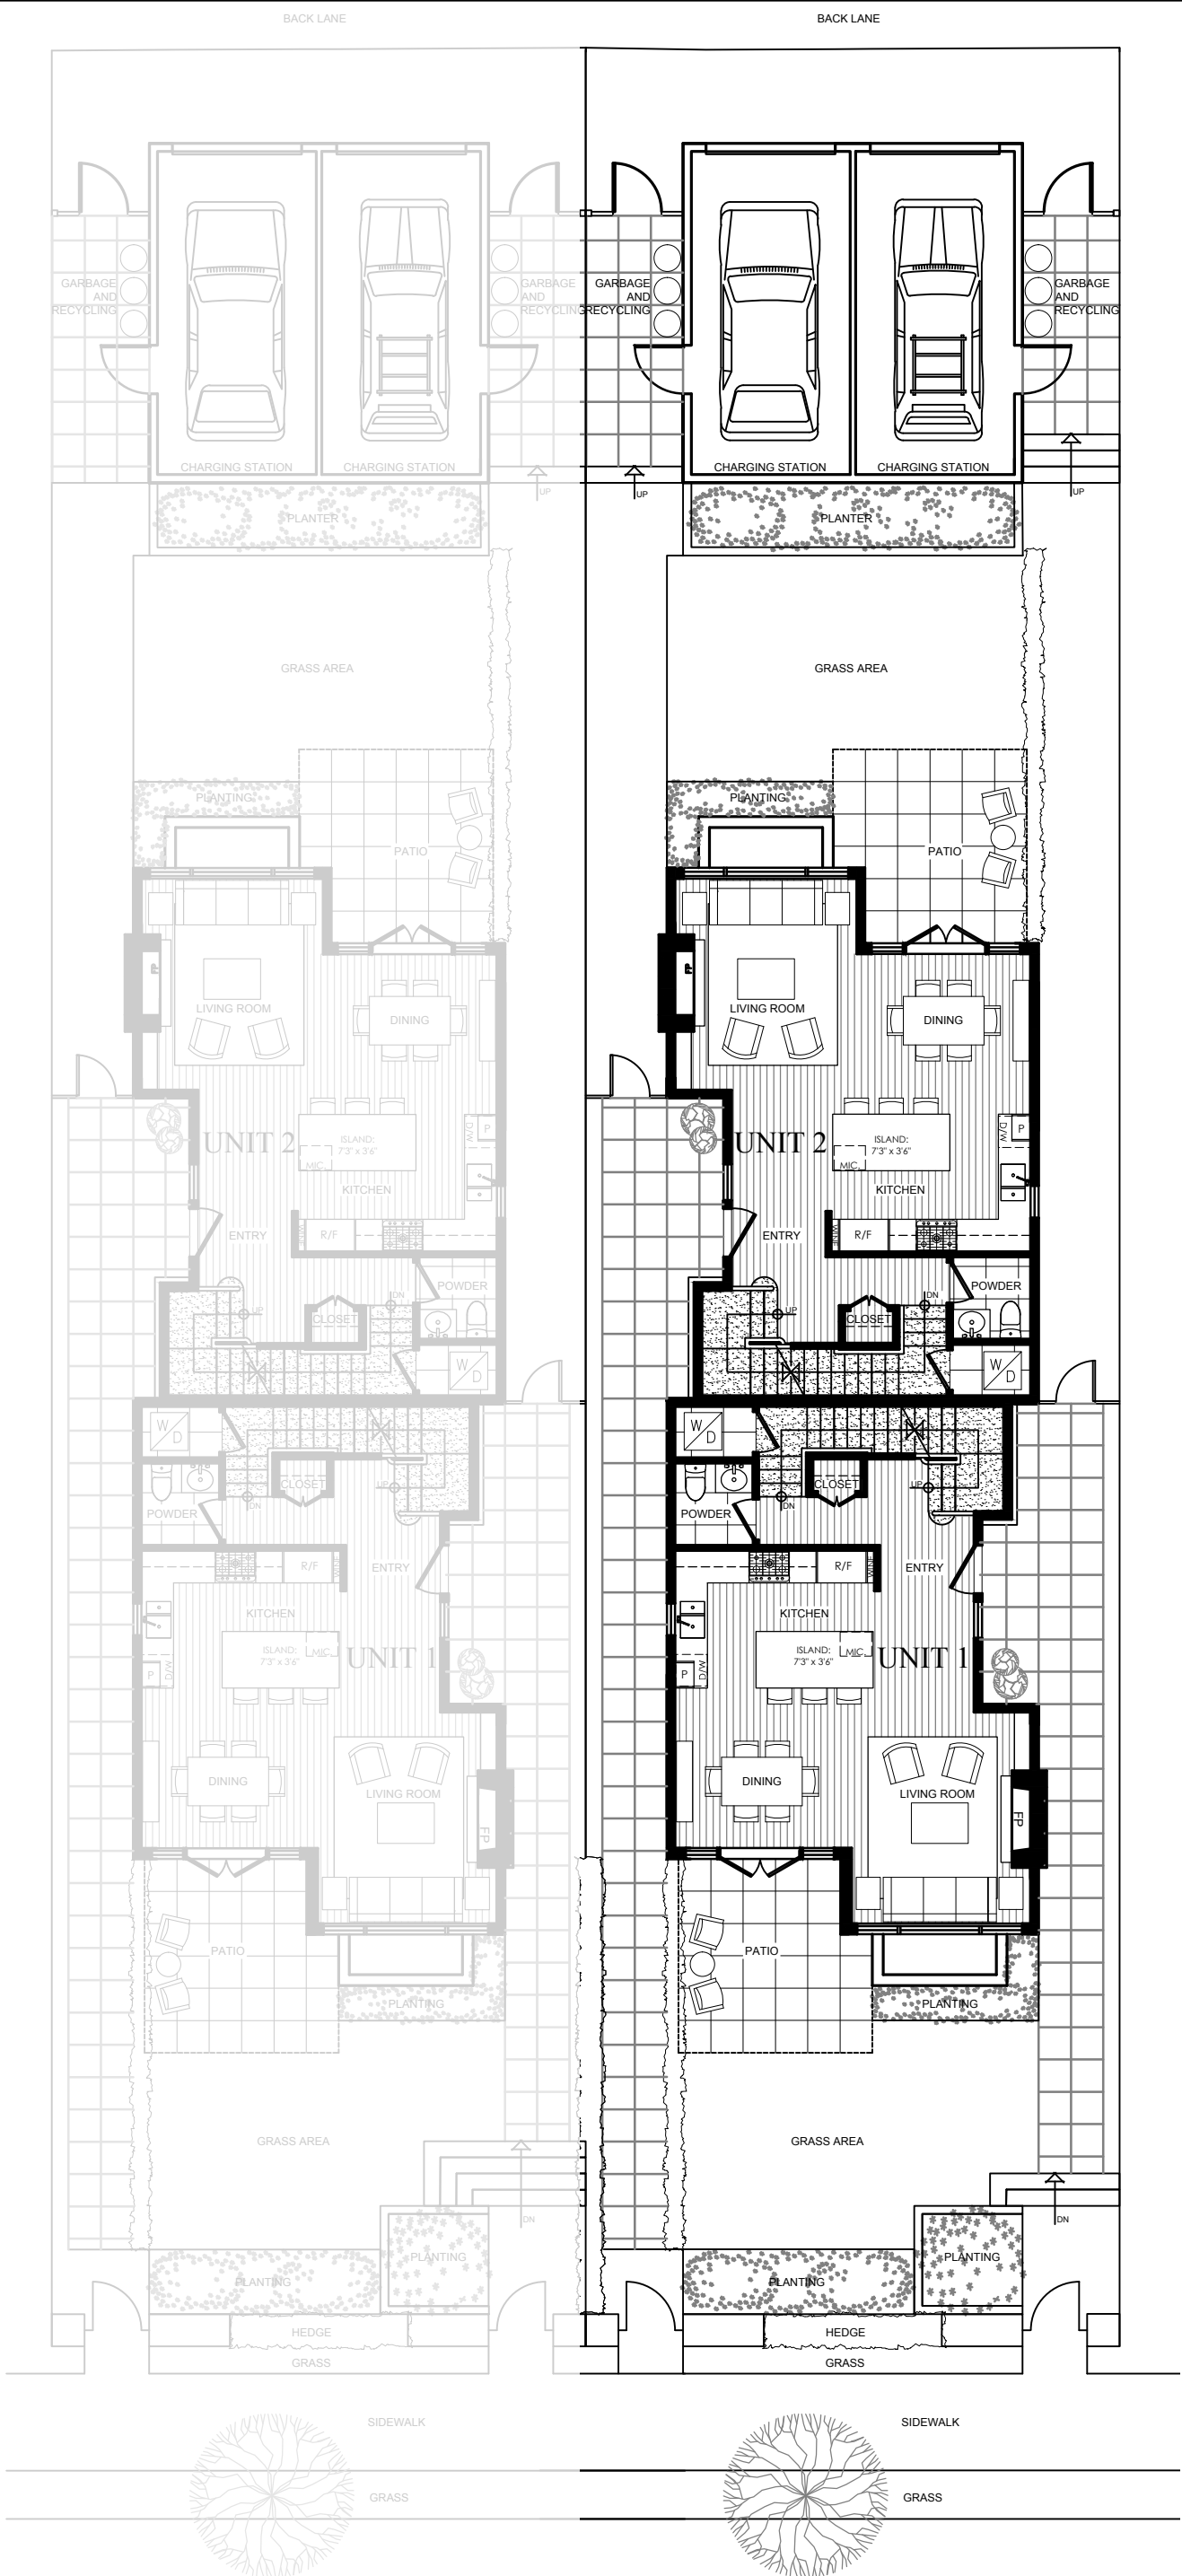 BACK LANE
BACK LANE
GARBAGE
AND
RECYCLING
GARBAGE
AND
RECYCLING
GARBAGE
AND
RECYCLING
GARBAGE
AND
RECYCLING
CHARGING STATION
CHARGING STATION
CHARGING STATION
CHARGING STATION
UP
UP
UP
PLANTER
PLANTER
GRASS AREA
GRASS AREA
PLANTING
PLANTING
PATIO
PATIO
FP
FP
LIVING ROOM
DINING
LIVING ROOM
DINING
UNIT 2
ISLAND:
7'3" x 3'6"
MIC.
D/W
P
KITCHEN
UNIT 2
ISLAND:
7'3" x 3'6"
MIC.
D/W
P
KITCHEN
ENTRY
WINE
R/F
ENTRY
WINE
R/F
POWDER
POWDER
UP
DN
CLOSET
UP
DN
CLOSET
W
D
W
D
W
D
W
D
CLOSET
UP
DN
CLOSET
UP
DN
POWDER
POWDER
R/F
WINE
ENTRY
R/F
WINE
ENTRY
KITCHEN
ISLAND:
7'3" x 3'6"
MIC.
UNIT 1
P
D/W
KITCHEN
ISLAND:
7'3" x 3'6"
MIC.
UNIT 1
P
D/W
DINING
LIVING ROOM
FP
DINING
LIVING ROOM
FP
PATIO
PATIO
PLANTING
PLANTING
GRASS AREA
GRASS AREA
DN
DN
PLANTING
PLANTING
PLANTING
PLANTING
HEDGE
HEDGE
GRASS
GRASS
SIDEWALK
SIDEWALK
GRASS
GRASS